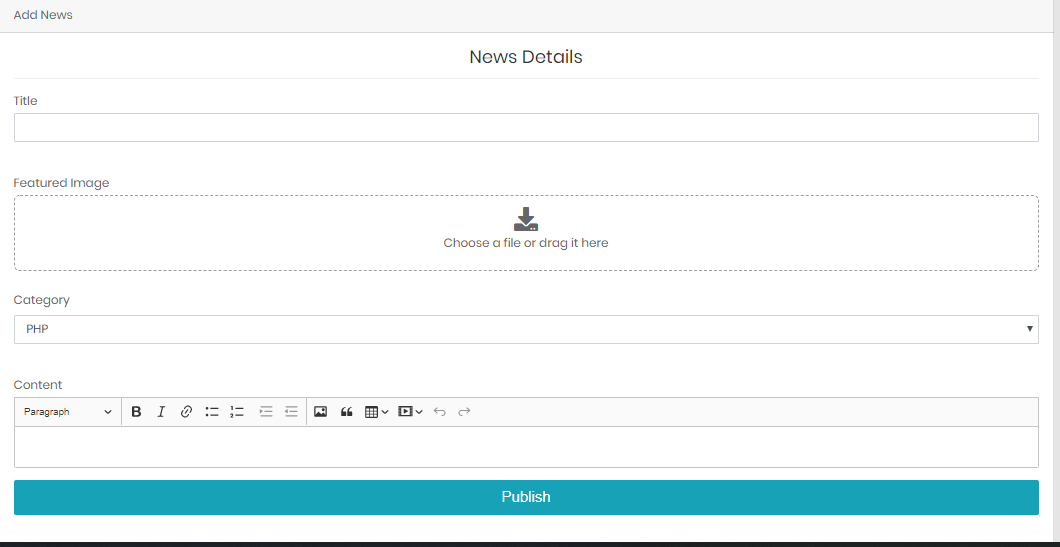 Add News
News Details
Title
Featured Image
Choose a file or drag it here
Category
PHP
Content
Paragraph
Publish